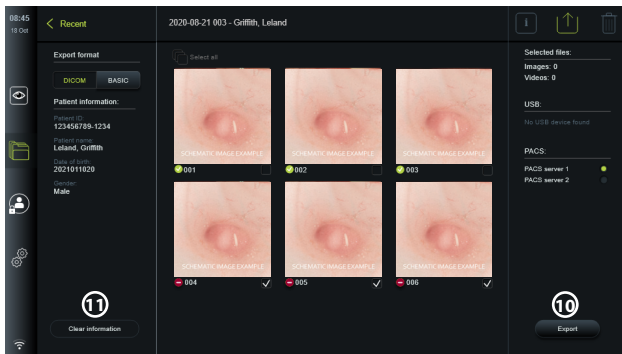 08:45
18 Oct
Recent
2020-08-21 003 - Griffith, Leland
i
Export format
DICOM
BASIC
Patient information:
Patient ID:
123456789-1234
Patient name:
Leland, Griffith
Date of birth:
2021011020
Gender:
Male
11
Clear information
Select all
SCHEMATIC IMAGE EXAMPLE
SCHEMATIC IMAGE EXAMPLE
SCHEMATIC IMAGE EXAMPLE
001
002
003
SCHEMATIC IMAGE EXAMPLE
SCHEMATIC IMAGE EXAMPLE
SCHEMATIC IMAGE EXAMPLE
004
005
006
Selected files:
Images: 0
Videos: 0
USB:
No USB device found
PACS:
PACS server 1
PACS server 2
10
Export